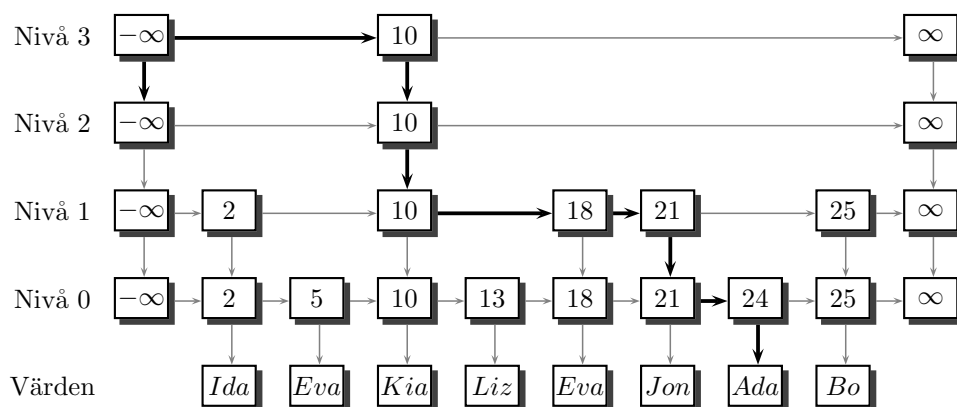 Nivå 3 −∞ 10 ∞
Nivå 2 −∞ 10 ∞
Nivå 1 −∞ 2 10 18 21 25 ∞
Nivå 0 −∞ 2 5 10 13 18 21 24 25 ∞
Värden Ida Eva Kia Liz Eva Jon Ada Bo